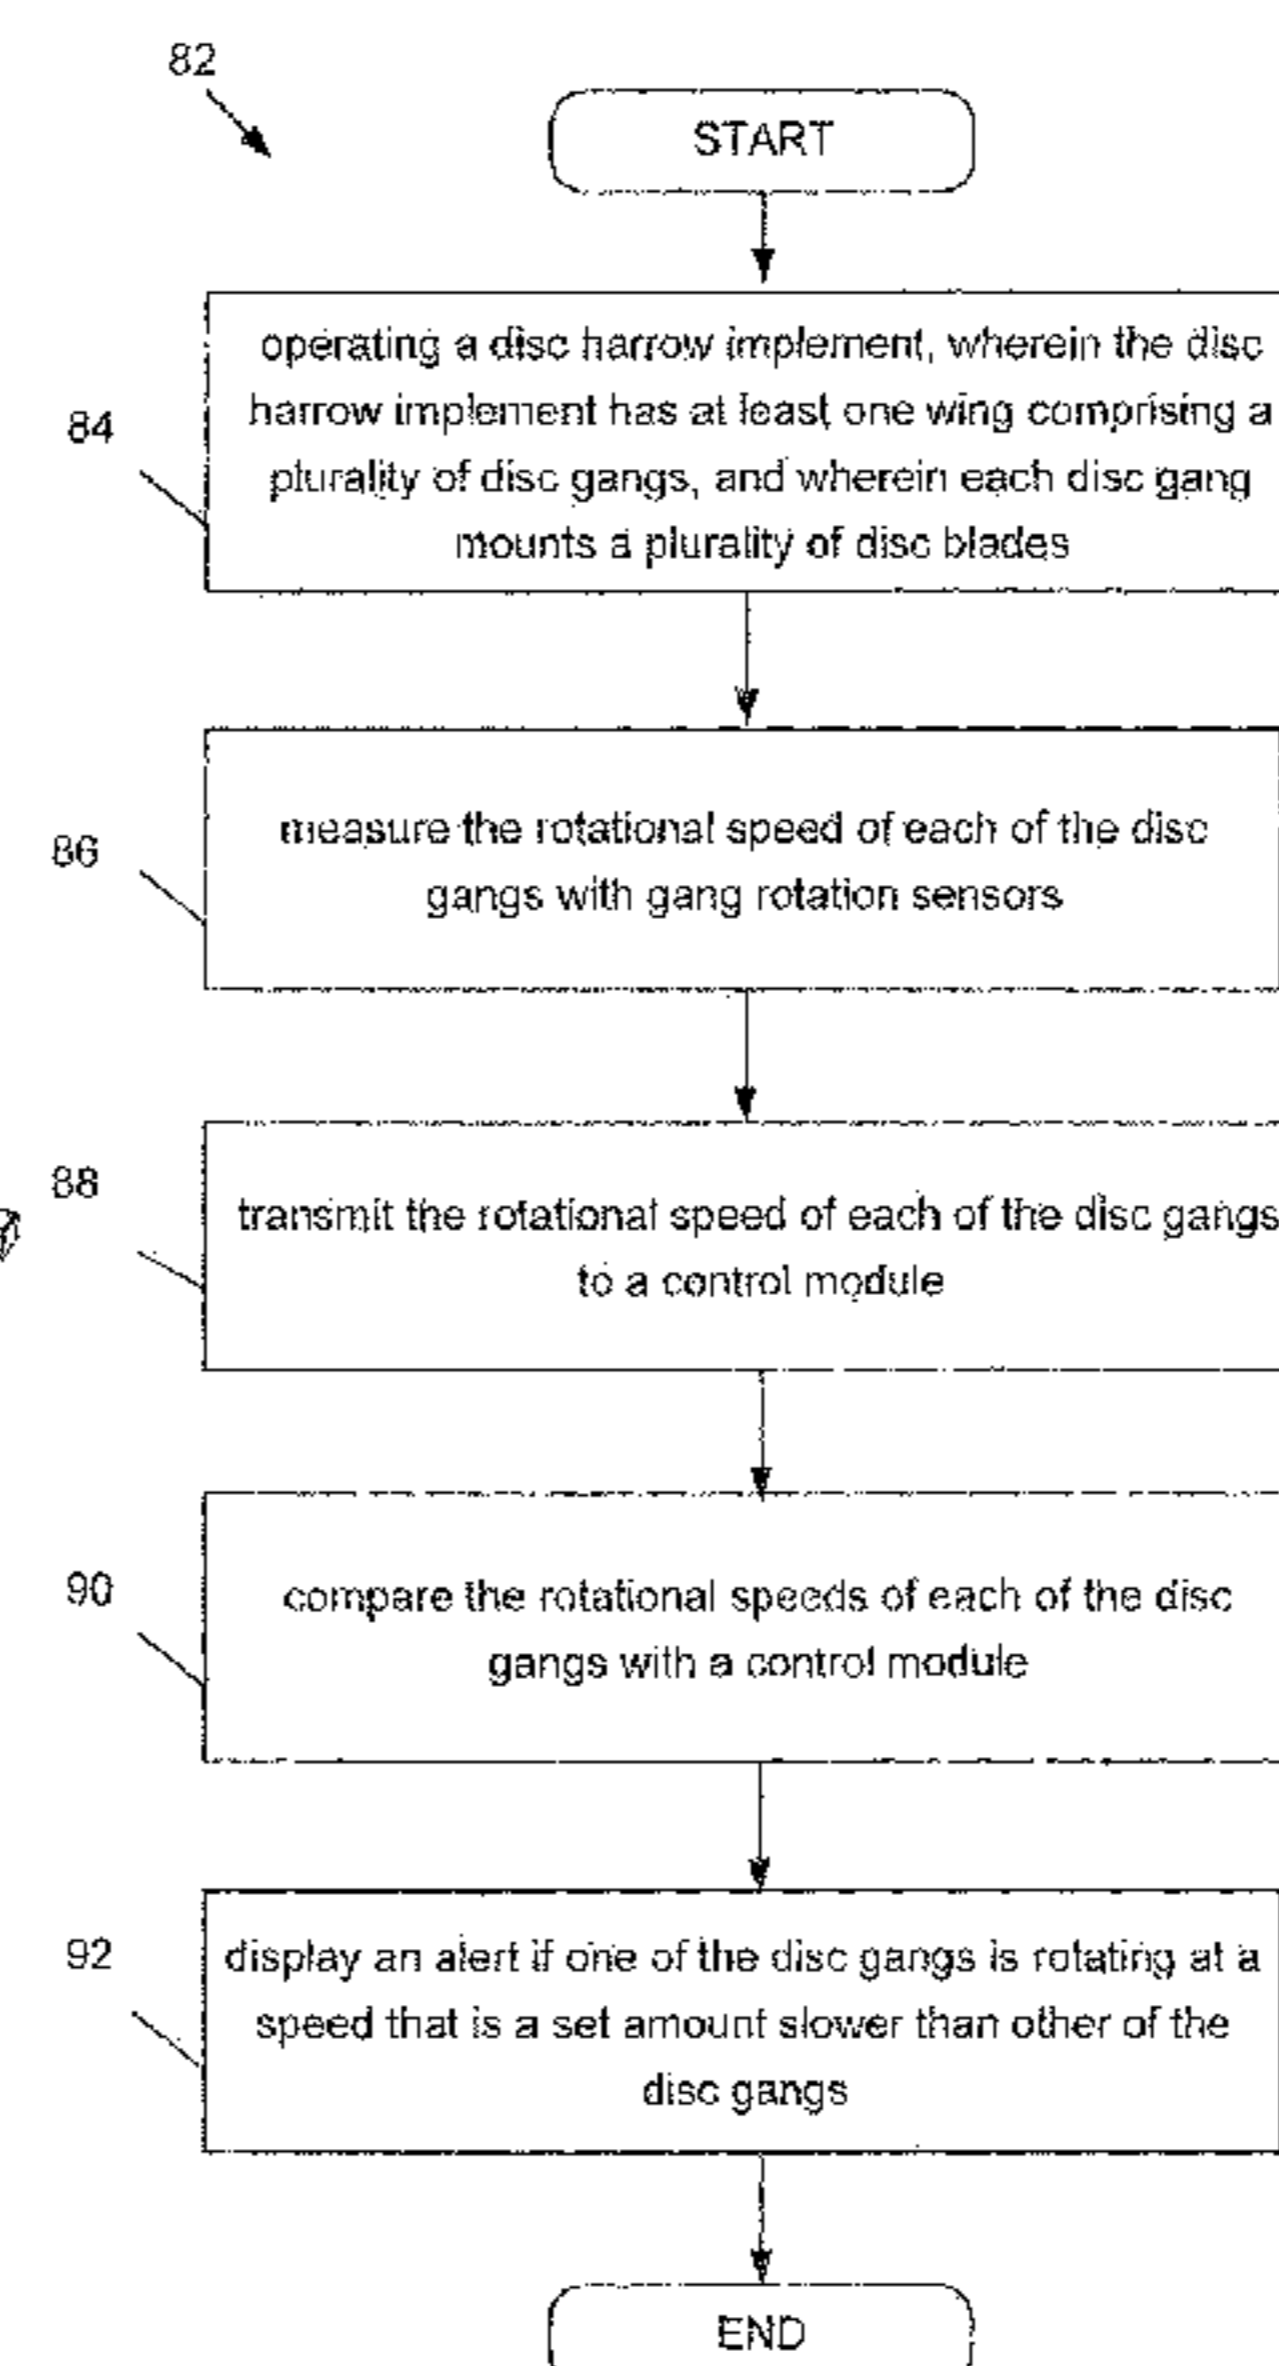 82
START
operating a disc harrow implement, wherein the disc
harrow implement has at least one wing comprising a
84
plurality of disc gangs, and wherein each disc gang
mounts a plurality of disc blades
measure the rotational speed of each of the disc
86
gangs with gang rotation sensors
88
transmit the rotational speed of each of the disc gangs
to a control module
90
compare the rotational speeds of each of the disc
gangs with a control module
92
display an alert if one of the disc gangs is rotating at a
speed that is a set amount slower than other of the
disc gangs
END